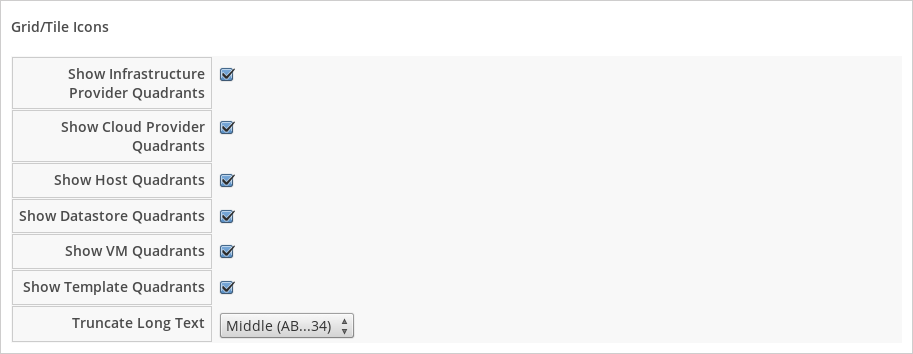 Grid/Tile Icons
Show Infrastructure
Provider Quadrants
Show Cloud Provider
Quadrants
Show Host Quadrants
Show Datastore Quadrants
Show VM Quadrants
Show Template Quadrants
Truncate Long Text
Middle (AB...34)